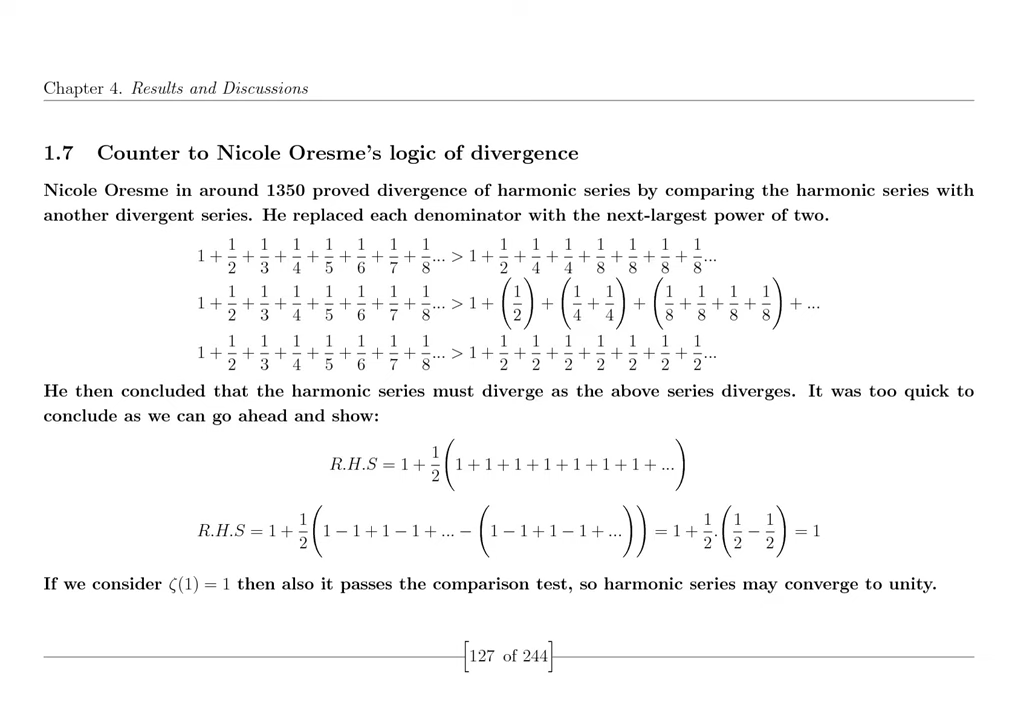 Chapter 4. Results and Discussions
1.7 Counter to Nicole Oresme's logic of divergence
Nicole Oresme in around 1350 proved divergence of harmonic series by comparing the harmonic series with
another divergent series. He replaced each denominator with the next-largest power of two.
1 + 1/2 + 1/3 + 1/4 + 1/5 + 1/6 + 1/7 + 1/8 ... > 1 + 1/2 + 1/4 + 1/4 + 1/8 + 1/8 + 1/8 + 1/8 ...
1 + 1/2 + 1/3 + 1/4 + 1/5 + 1/6 + 1/7 + 1/8 ... > 1 + (1/2) + (1/4 + 1/4) + (1/8 + 1/8 + 1/8 + 1/8) + ...
1 + 1/2 + 1/3 + 1/4 + 1/5 + 1/6 + 1/7 + 1/8 ... > 1 + 1/2 + 1/2 + 1/2 + 1/2 + 1/2 + 1/2 + 1/2 ...
He then concluded that the harmonic series must diverge as the above series diverges. It was too quick to
conclude as we can go ahead and show:
R.H.S = 1 + 1/2 (1 + 1 + 1 + 1 + 1 + 1 + 1 + ...)
R.H.S = 1 + 1/2 (1 − 1 + 1 − 1 + ... − (1 − 1 + 1 − 1 + ...)) = 1 + 1/2 . (1/2 − 1/2) = 1
If we consider ζ(1) = 1 then also it passes the comparison test, so harmonic series may converge to unity.
[127 of 244]